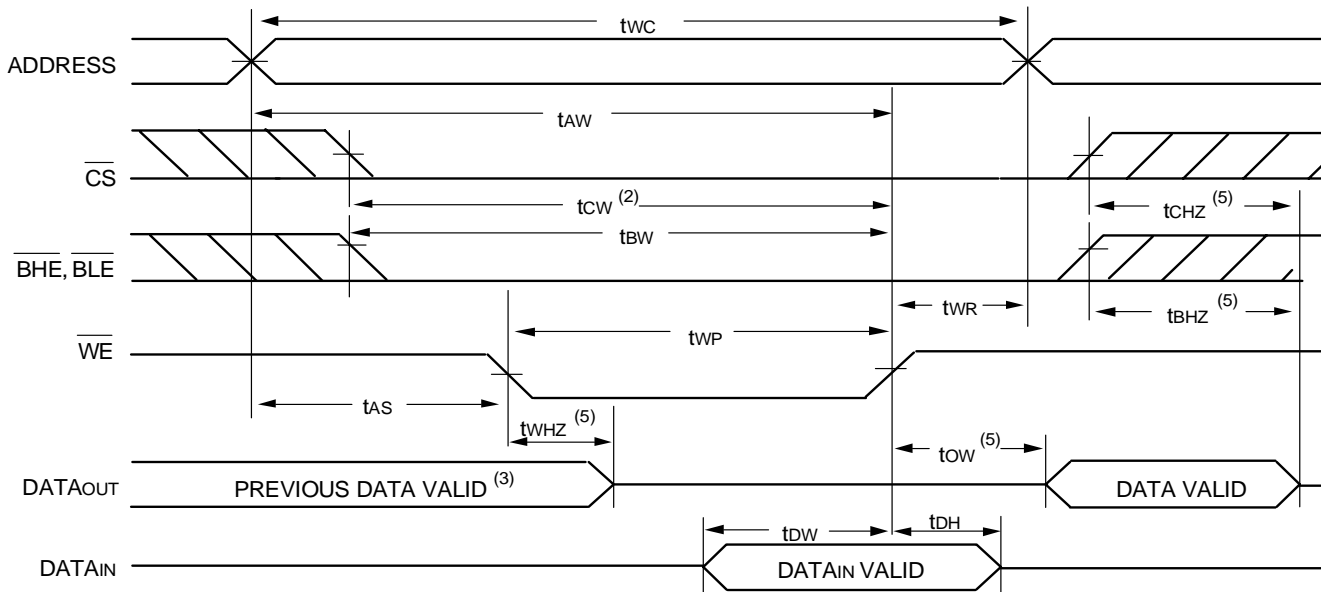 tWC
ADDRESS
tAW
CS
tCW (2)
tCHZ (5)
tBW
BHE, BLE
tWR
tBHZ (5)
tWP
WE
tAS
tWHZ (5)
tOW (5)
DATAOUT
PREVIOUS DATA VALID (3)
DATA VALID
tDW
tDH
DATAIN
DATAIN VALID